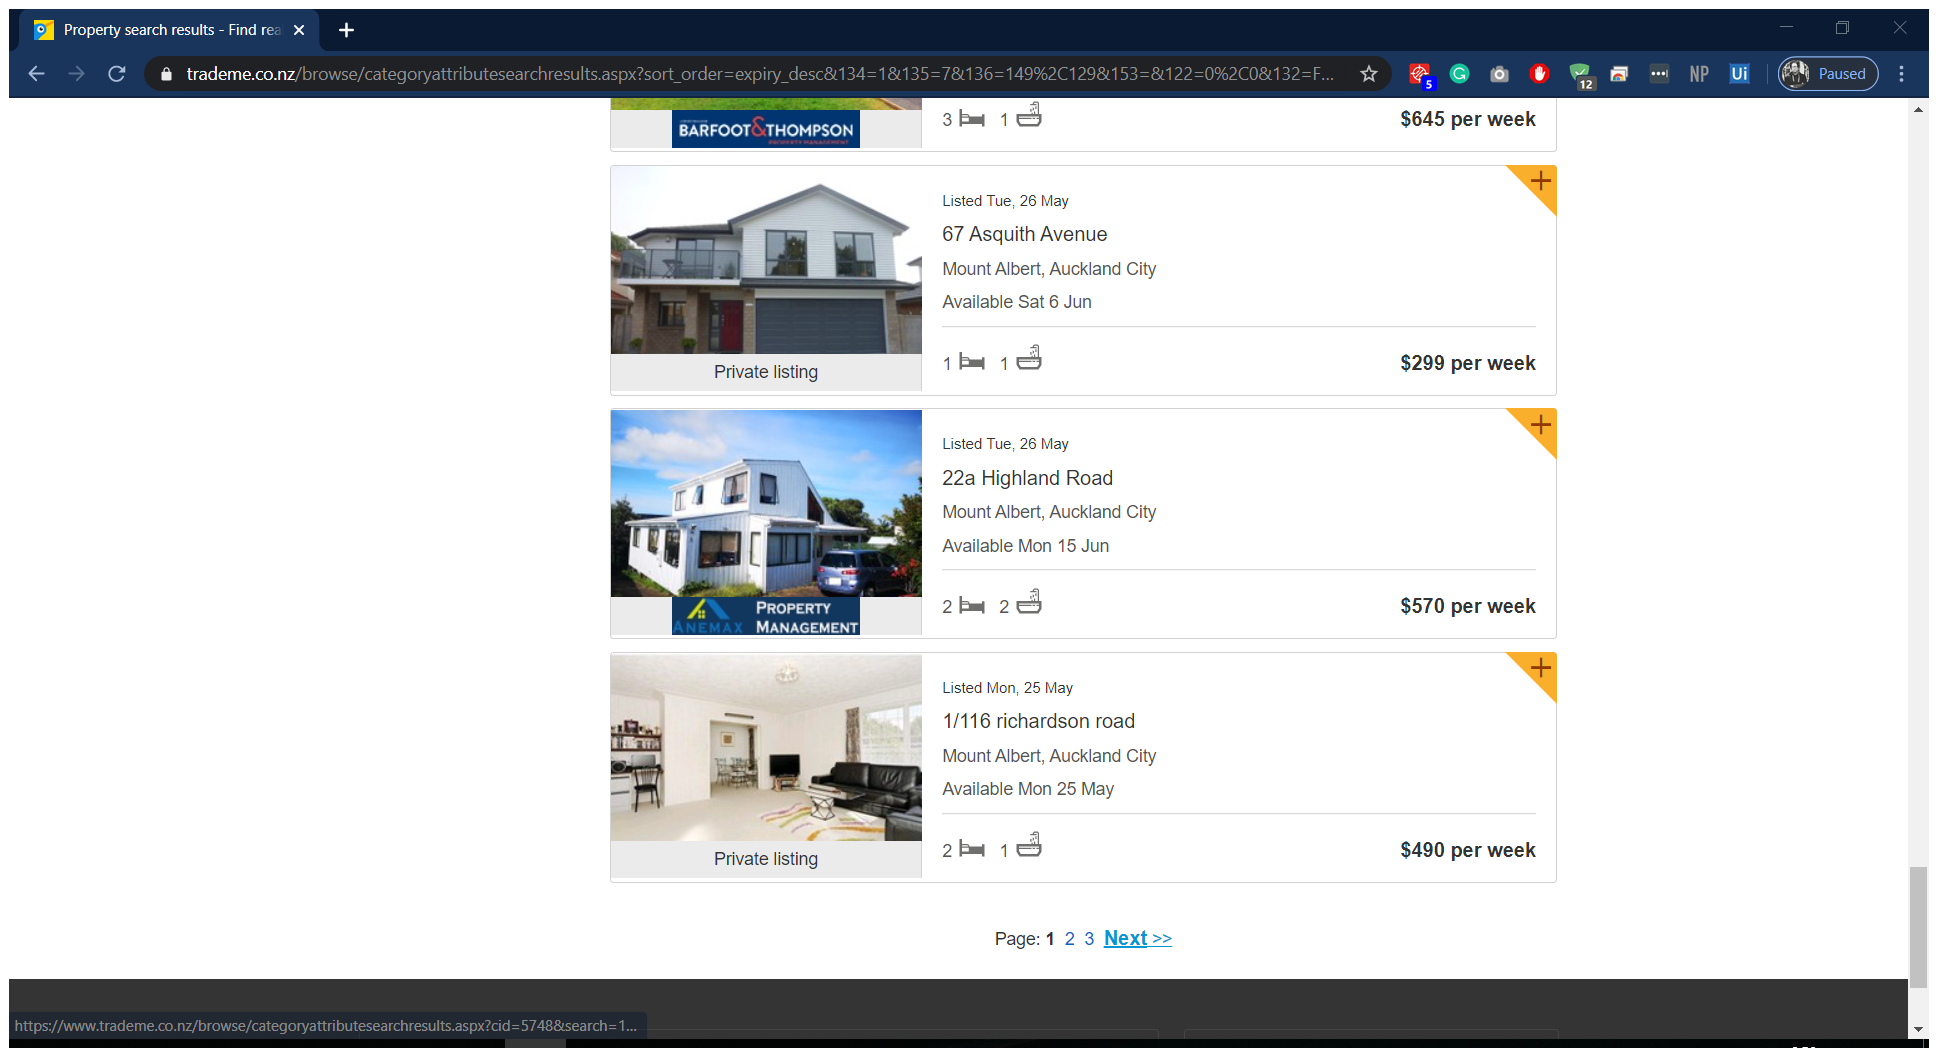 Property search results - Find rea
trademe.co.nz/browse/categoryattributesearchresults.aspx?sort_order=expiry_desc&134=1&135=7&136=149%2C129&153=&122=0%2C0&132=F...
5
12
NP
Ui
Paused
BARFOOT&THOMPSON
PROPERTY MANAGEMENT
3 1 $645 per week
Listed Tue, 26 May
67 Asquith Avenue
Mount Albert, Auckland City
Available Sat 6 Jun
1 1 $299 per week
Private listing
Listed Tue, 26 May
22a Highland Road
Mount Albert, Auckland City
Available Mon 15 Jun
2 2 $570 per week
ANEMAX PROPERTY MANAGEMENT
Listed Mon, 25 May
1/116 richardson road
Mount Albert, Auckland City
Available Mon 25 May
2 1 $490 per week
Private listing
Page: 1 2 3 Next >>
https://www.trademe.co.nz/browse/categoryattributesearchresults.aspx?cid=5748&search=1...